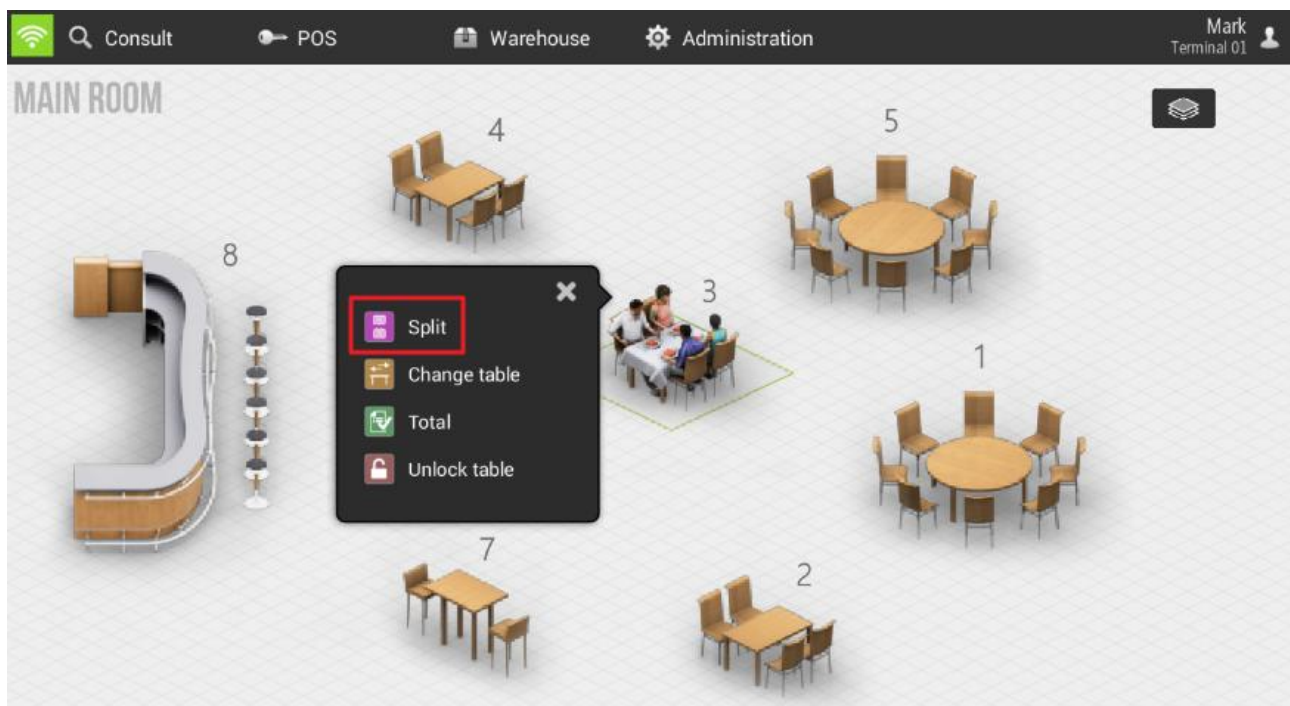 Consult
POS
Warehouse
Administration
Mark
Terminal 01
MAIN ROOM
4
5
8
3
Split
Change table
Total
Unlock table
1
7
2